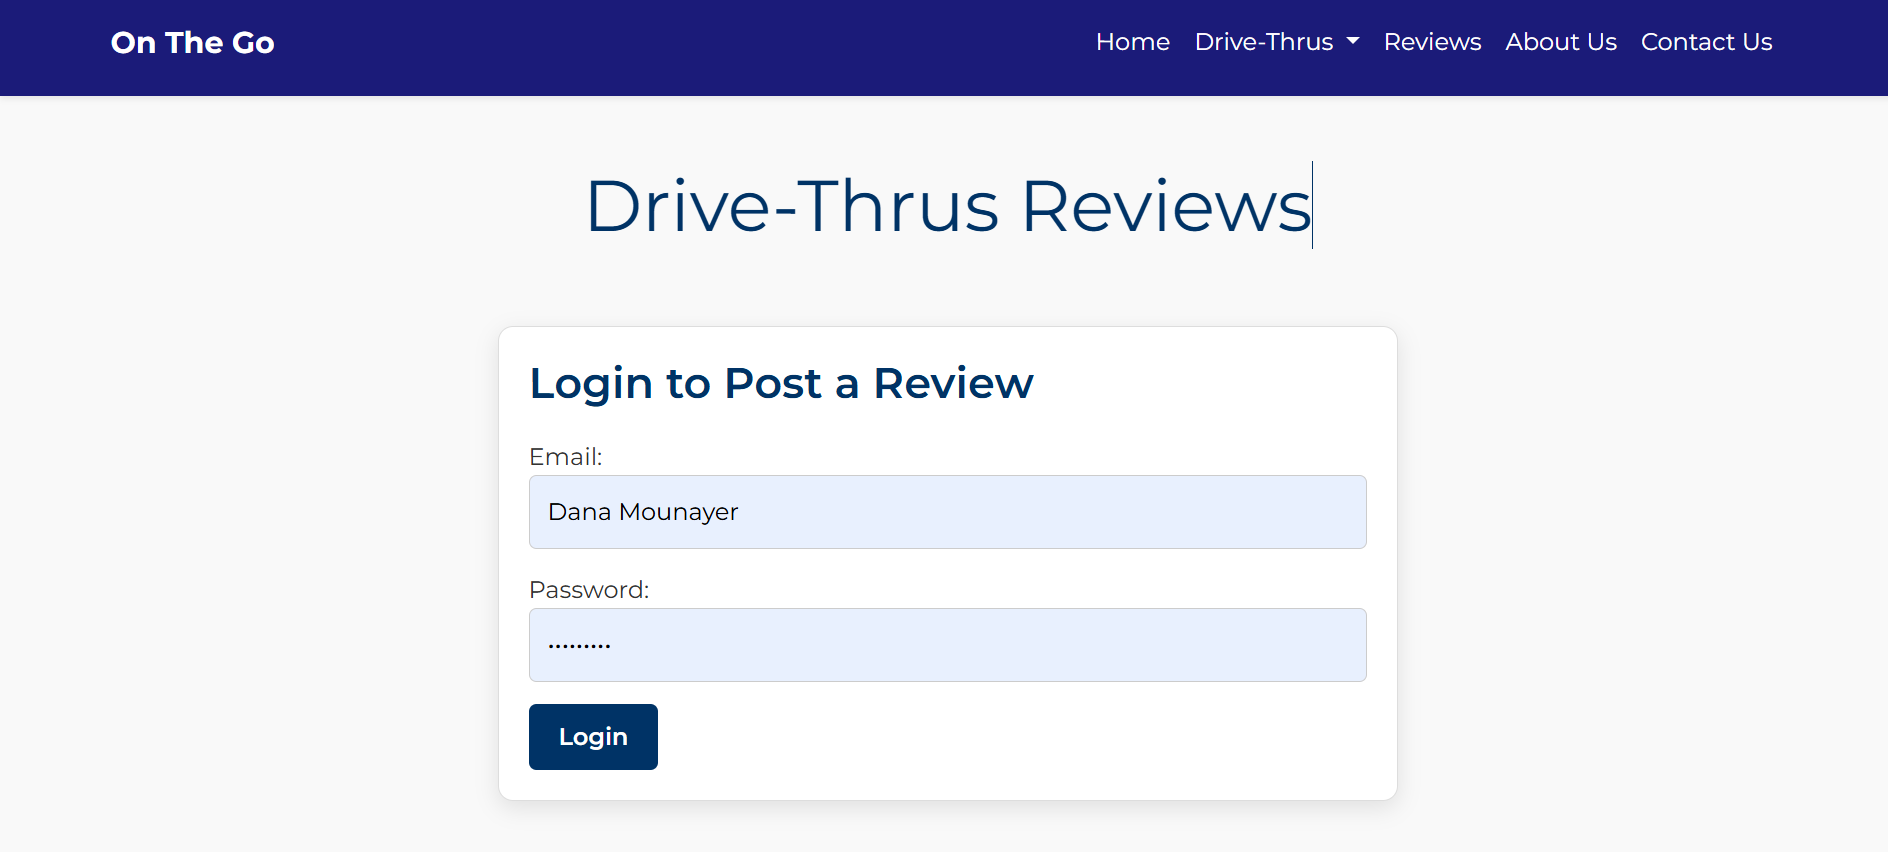 On The Go
Home Drive-Thrus Reviews About Us Contact Us
Drive-Thrus Reviews
Login to Post a Review
Email:
Dana Mounayer
Password:
•••••••••
Login